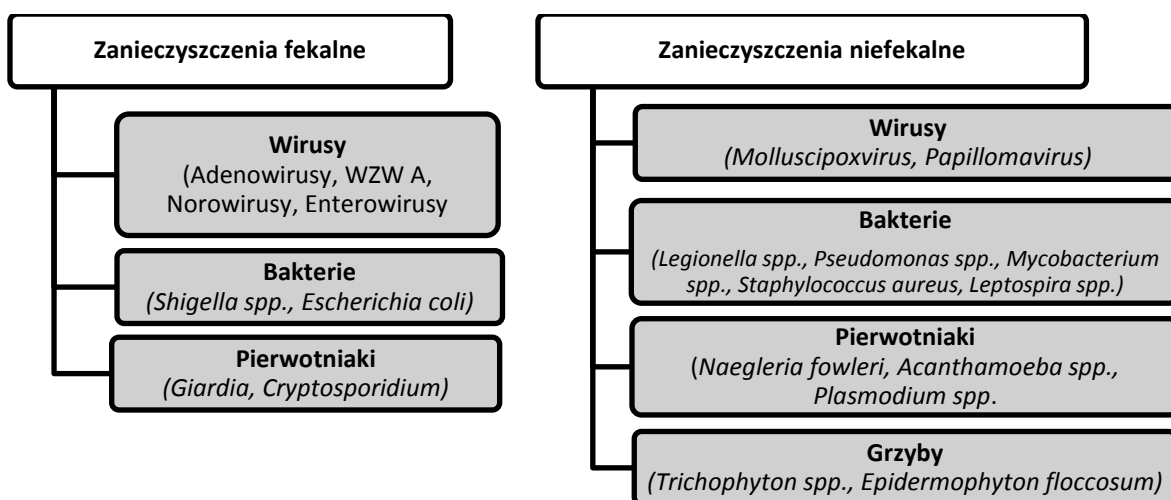 Zanieczyszczenia fekalne
Wirusy
(Adenowirusy, WZW A,
Norowirusy, Enterowirusy
Bakterie
(Shigella spp., Escherichia coli)
Pierwotniaki
(Giardia, Cryptosporidium)
Zanieczyszczenia niefekalne
Wirusy
(Molluscipoxvirus, Papillomavirus)
Bakterie
(Legionella spp., Pseudomonas spp., Mycobacterium
spp., Staphylococcus aureus, Leptospira spp.)
Pierwotniaki
(Naegleria fowleri, Acanthamoeba spp.,
Plasmodium spp.
Grzyby
(Trichophyton spp., Epidermophyton floccosum)